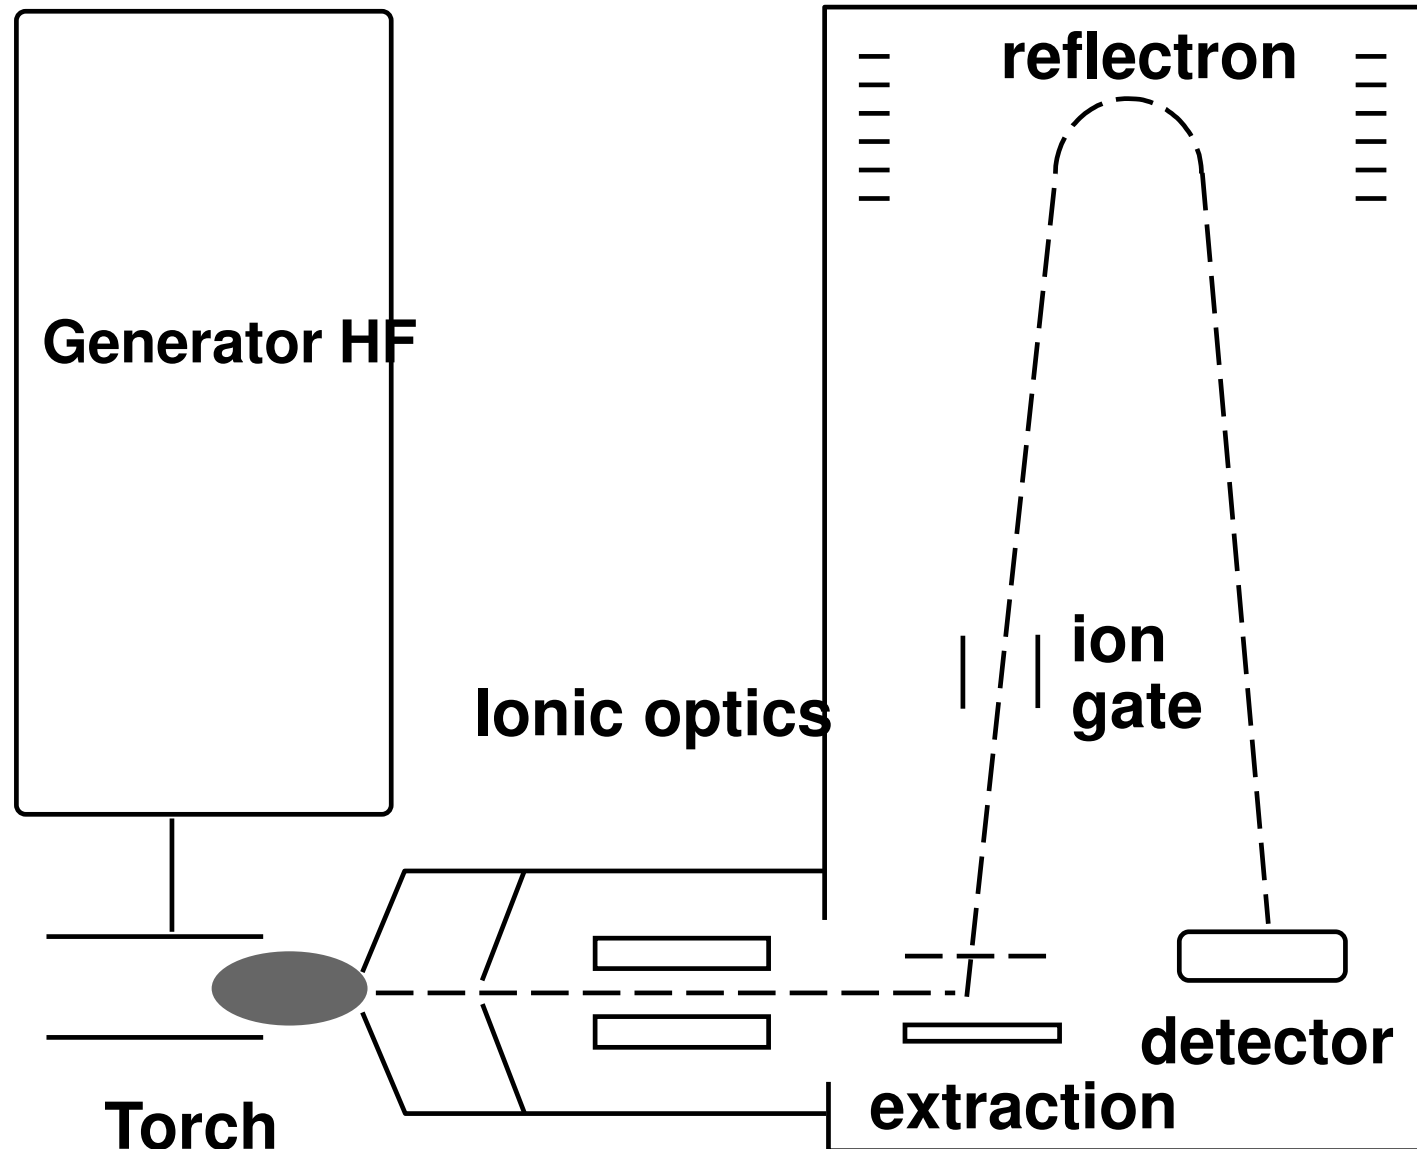 reflectron
Generator HF
ion
gate
Ionic optics
detector
extraction
Torch